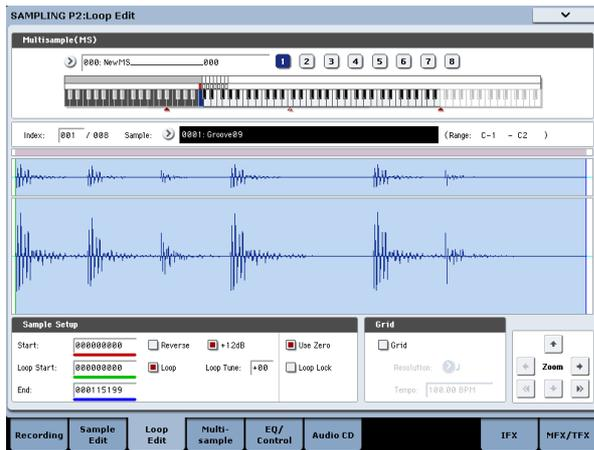 SAMPLING P2:Loop Edit
Multisample(MS)
000: NewMS_______________000
1 2 3 4 5 6 7 8
Index: 001 / 008 Sample: 0001: Groove09 (Range: C-1 - C2 )
Sample Setup
Grid
Start: 000000000 Reverse +12dB Use Zero
Grid
Loop Start: 000000000 Loop Loop Tune: +00 Loop Lock
Resolution:
Zoom
End: 000115199
Tempo: 100.00 BPM
Recording Sample Edit Loop Edit Multi-sample EQ/Control Audio CD IFX MFX/TFX